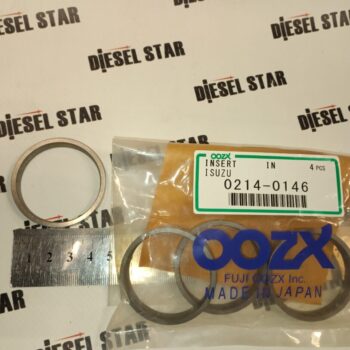 DIESEL STAR
DIESEL STAR
DIESEL STAR
DIESEL STAR
DIESEL STAR
DIESEL STAR
OOZX
INSERT IN 4 PCS
ISUZU
0214-0146
1 2 3 4 5
OOZX
FUJI OOZX Inc.
MADE IN JAPAN